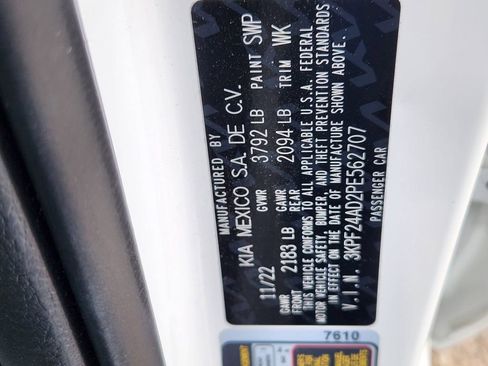 MANUFACTURED BY
KIA MEXICO S.A. DE C.V.
11/22 GVWR 3792 LB PAINT SWP
GAWR FRONT 2183 LB GAWR REAR 2094 LB TRIM WK
THIS VEHICLE CONFORMS TO ALL APPLICABLE U.S.A. FEDERAL
MOTOR VEHICLE SAFETY, BUMPER, AND THEFT PREVENTION STANDARDS
IN EFFECT ON THE DATE OF MANUFACTURE SHOWN ABOVE.
V.I.N. 3KPF24AD2PE562707
PASSENGER CAR
7610